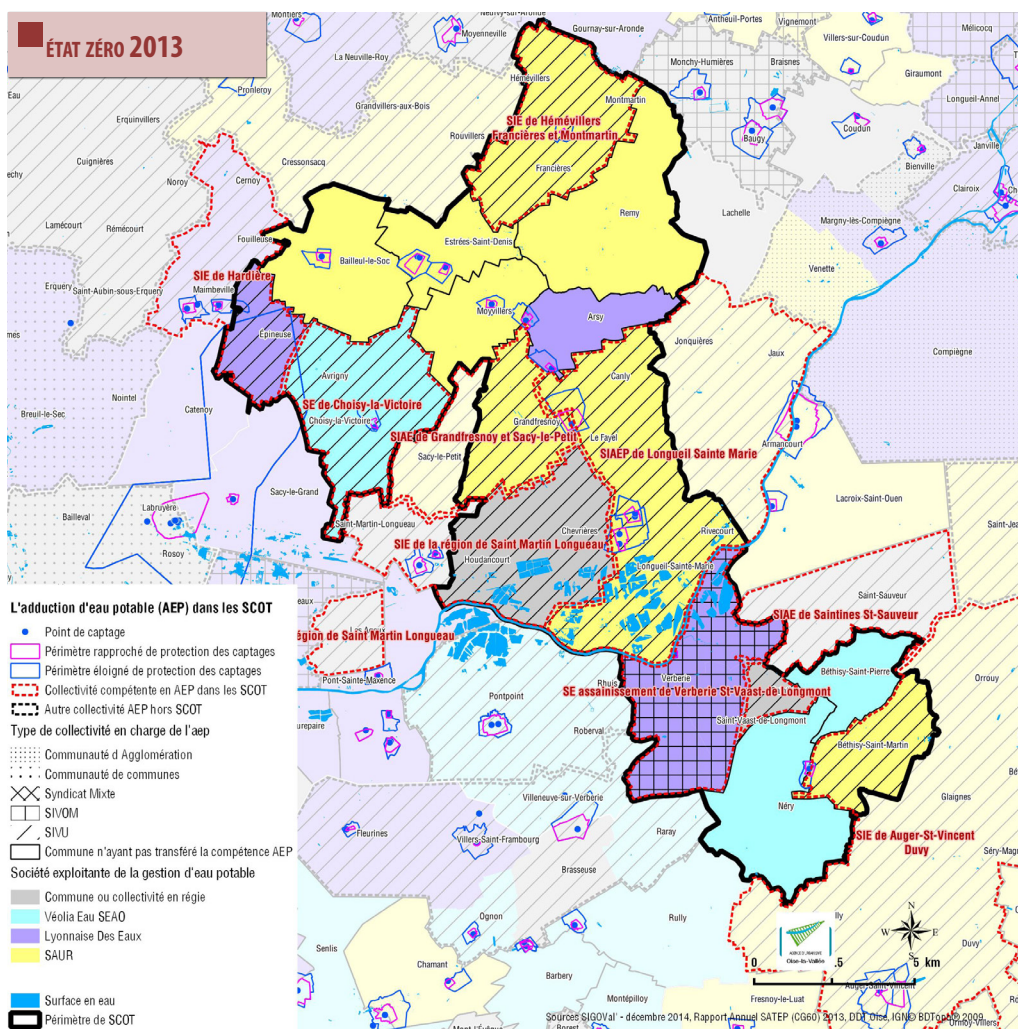 ÉTAT ZÉRO 2013
Montiers
Moyenneville
Gournay-sur-Aronde
Antheuil-Portes
Vignemont
Villers-sur-Coudun
Mélicocq
La Neuville-Roy
Hémévillers
Monchy-Humières
Braisnes
Giraumont
Pronleroy
Grandvillers-aux-Bois
Montmartin
Longueil-Annel
Erquinvillers
SIE de Hémévillers
Francières et Montmartin
Rouvillers
Baugy
Coudun
Janville
Cuignières
Cressonsacq
Francières
Bienville
Noroy
Cernoy
Clairoix
Lachelle
Margny-lès-Compiègne
Lamécourt
Rémécourt
Remy
Fouilleuse
Estrées-Saint-Denis
Bailleul-le-Soc
Venette
SIE de Hardière
Erquery
Saint-Aubin-sous-Erquery
Maimbeville
Moyvillers
Arsy
Épineuse
Jonquières
Jaux
Compiègne
Avrigny
Canly
Nointel
Catenoy
SE de Choisy-la-Victoire
Breuil-le-Sec
Choisy-la-Victoire
Grandfresnoy
SIAE de Grandfresnoy et Sacy-le-Petit
Le Fayel
Armancourt
Sacy-le-Petit
SIAEP de Longueil Sainte Marie
Sacy-le-Grand
Labruyère
Lacroix-Saint-Ouen
Bailleval
Saint-Martin-Longueau
Chevrières
Rivecourt
Rosoy
SIE de la région de Saint Martin Longueau
Houdancourt
Longueil-Sainte-Marie
Saint-Sauveur
SIAE de Saintines St-Sauveur
égion de Saint Martin Longueau
Pont-Sainte-Maxence
Rhuis
Verberie
Béthisy-Saint-Pierre
Orrouy
Pontpoint
SE assainissement de Verberie St Vaast de Longmont
Saint-Vaast-de-Longmont
Roberval
Béthisy-Saint-Martin
Villeneuve-sur-Verberie
Néry
Glaignes
Fleurines
Villers-Saint-Frambourg
Raray
SIE de Auger-St-Vincent
Duvy
Brasseuse
Ognon
Rully
Senlis
Chamant
Duvy
Barbery
Montépilloy
Fresnoy-le-Luat
Auger-Saint-Vincent
Ormoy-Villers
L'adduction d'eau potable (AEP) dans les SCOT
Point de captage
Périmètre rapproché de protection des captages
Périmètre éloigné de protection des captages
Collectivité compétente en AEP dans les SCOT
Autre collectivité AEP hors SCOT
Type de collectivité en charge de l'aep
Communauté d Agglomération
Communauté de communes
Syndicat Mixte
SIVOM
SIVU
Commune n'ayant pas transféré la compétence AEP
Société exploitante de la gestion d'eau potable
Commune ou collectivité en régie
Véolia Eau SEAO
Lyonnaise Des Eaux
SAUR
Surface en eau
Périmètre de SCOT
Oise-la-Vallée
N
W E
S
0 2.5 5 km
Sources SIGOVal' - décembre 2014, Rapport Annuel SATEP (CG60) 2013, DDT Oise, IGN© BDTopo® 2009